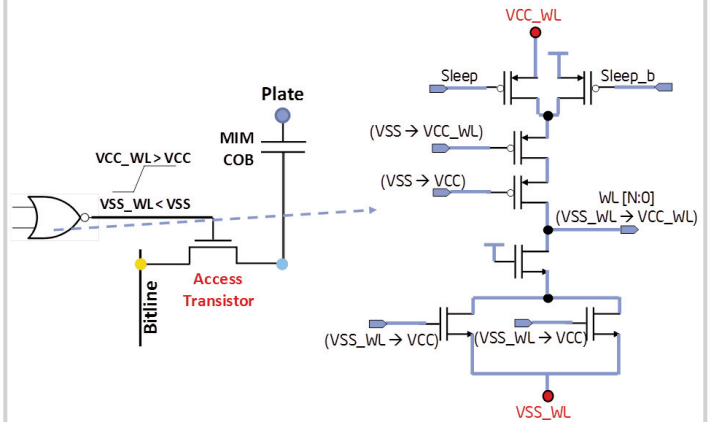 VCC_WL
Sleep
Sleep_b
Plate
MIM
COB
(VSS → VCC_WL)
VCC_WL > VCC
(VSS → VCC)
VSS_WL < VSS
WL [N:0]
(VSS_WL → VCC_WL)
Access
Transistor
Bitline
(VSS_WL → VCC)
(VSS_WL → VCC)
VSS_WL